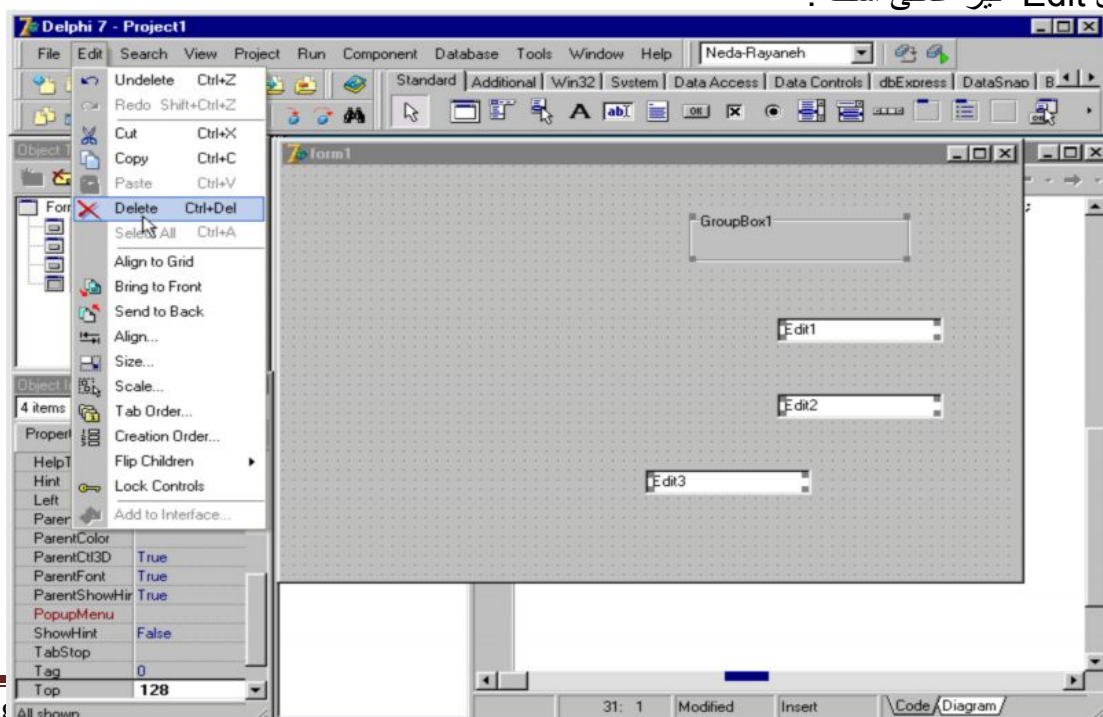 Edit غیر
Delphi 7 - Project1
File Edit Search View Project Run Component Database Tools Window Help Neda-Rayaneh
Standard Additional Win32 System Data Access Data Controls dbExpress DataSnap B
Undelete Ctrl+Z
Redo Shift+Ctrl+Z
Cut Ctrl+X
Copy Ctrl+C
Paste Ctrl+V
Delete Ctrl+Del
Select All Ctrl+A
Align to Grid
Bring to Front
Send to Back
Align...
Size...
Scale...
Tab Order...
Creation Order...
Flip Children
Lock Controls
Add to Interface...
form1
GroupBox1
Edit1
Edit2
Edit3
4 items
Hint
Left
ParentColor
ParentCtl3D True
ParentFont True
ParentShowHin True
PopupMenu
ShowHint False
TabStop
Tag 0
Top 128
All shown
31: 1 Modified Insert Code Diagram